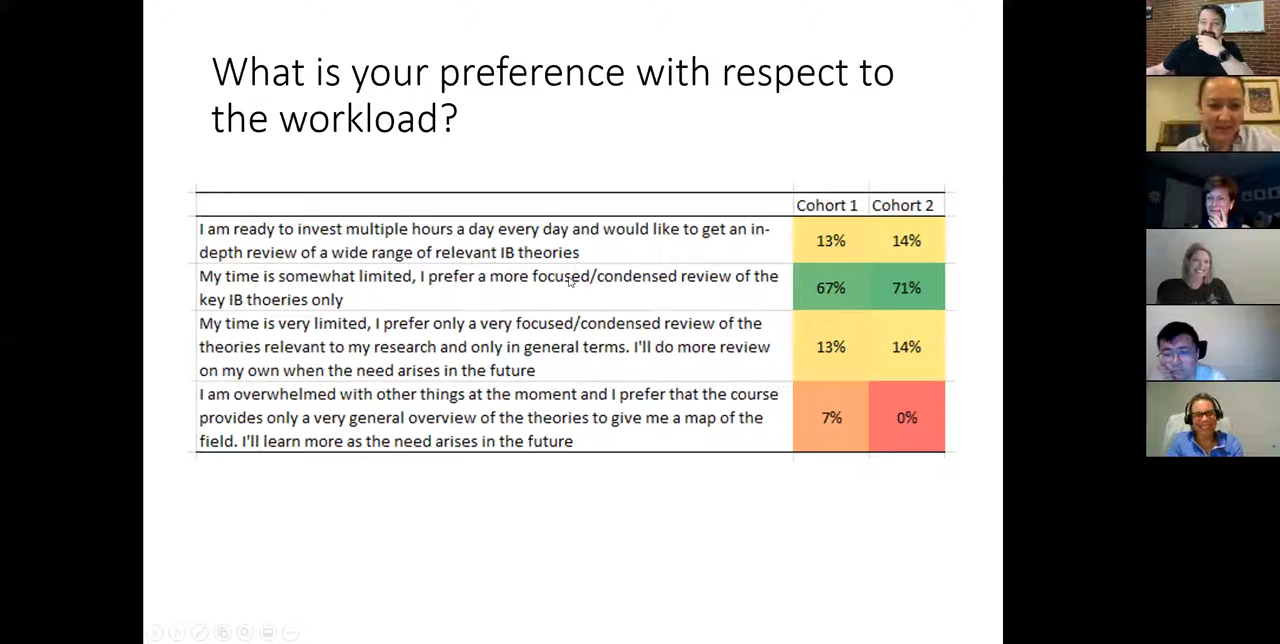 What is your preference with respect to
the workload?
Cohort 1 Cohort 2
I am ready to invest multiple hours a day every day and would like to get an in-
depth review of a wide range of relevant IB theories
13% 14%
My time is somewhat limited, I prefer a more focused/condensed review of the
key IB thoeries only
67% 71%
My time is very limited, I prefer only a very focused/condensed review of the
theories relevant to my research and only in general terms. I'll do more review
on my own when the need arises in the future
13% 14%
I am overwhelmed with other things at the moment and I prefer that the course
provides only a very general overview of the theories to give me a map of the
field. I'll learn more as the need arises in the future
7% 0%